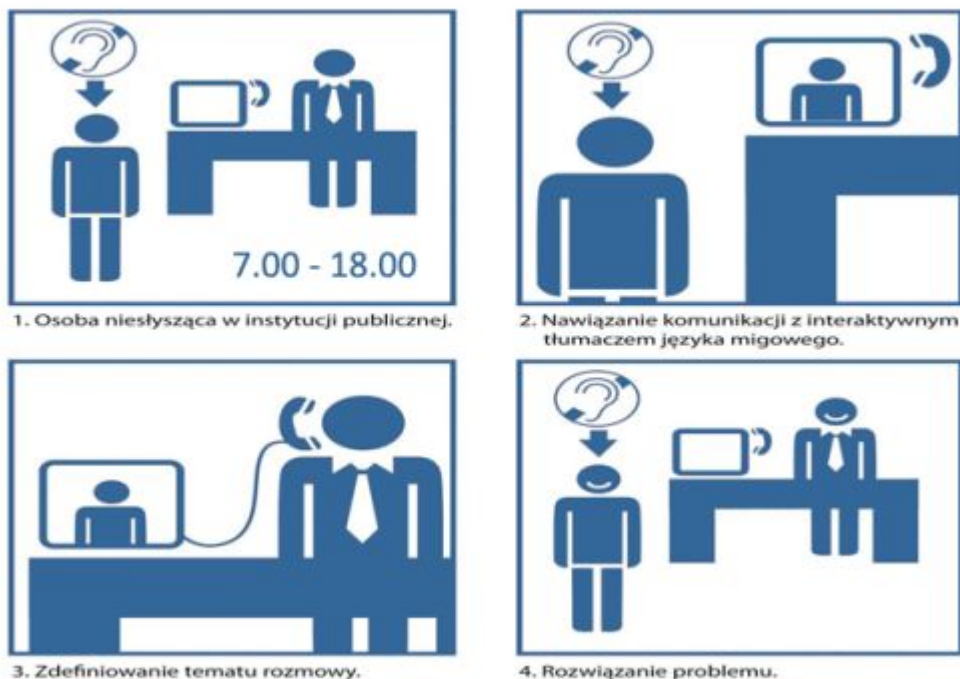 7.00 - 18.00
1. Osoba niesłysząca w instytucji publicznej.
2. Nawiązanie komunikacji z interaktywnym
tłumaczem języka migowego.
3. Zdefiniowanie tematu rozmowy.
4. Rozwiązanie problemu.